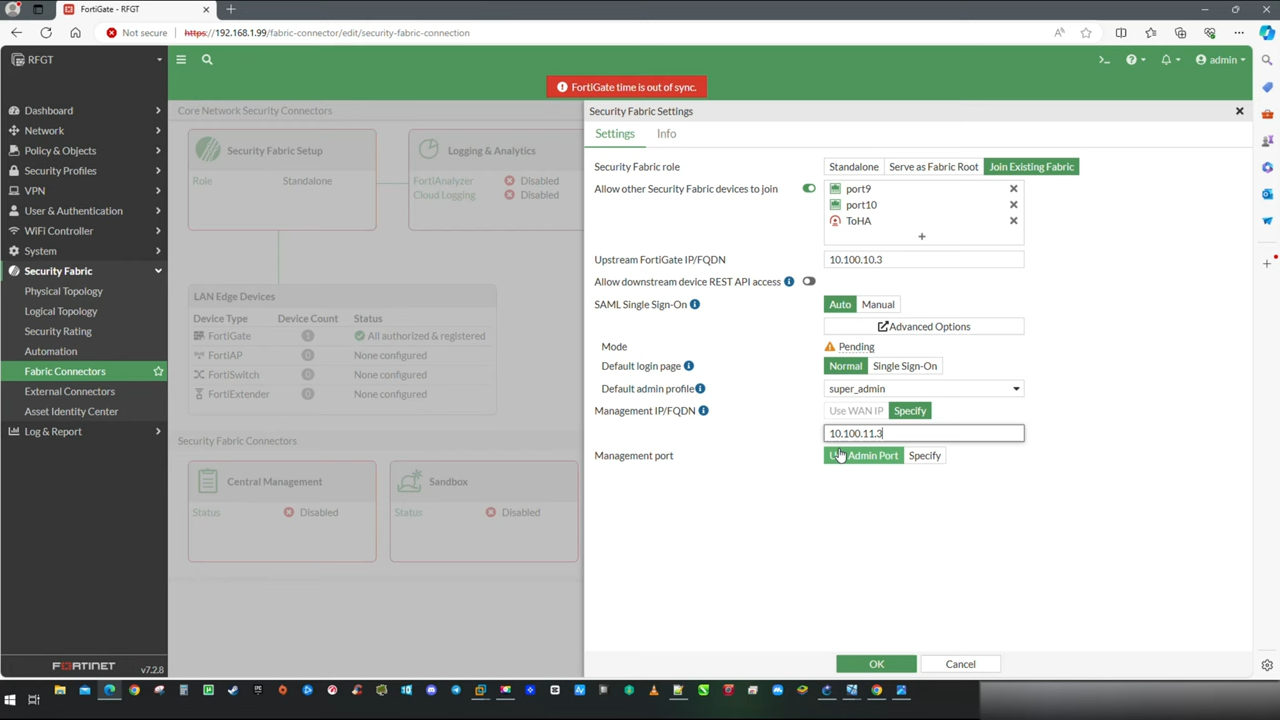 FortiGate - RFGT
Not secure
https://192.168.1.99/fabric-connector/edit/security-fabric-connection
RFGT
admin
FortiGate time is out of sync.
Dashboard
Network
Policy & Objects
Security Profiles
VPN
User & Authentication
WiFi Controller
System
Security Fabric
Physical Topology
Logical Topology
Security Rating
Automation
Fabric Connectors
External Connectors
Asset Identity Center
Log & Report
FORTINET
v7.2.8
Core Network Security Connectors
Security Fabric Setup
Role Standalone
Logging & Analytics
FortiAnalyzer Disabled
Cloud Logging Disabled
LAN Edge Devices
Device Type Device Count Status
FortiGate 1 All authorized & registered
FortiAP 0 None configured
FortiSwitch 0 None configured
FortiExtender 0 None configured
Security Fabric Connectors
Central Management
Status Disabled
Sandbox
Status Disabled
Security Fabric Settings
Settings Info
Security Fabric role Standalone Serve as Fabric Root Join Existing Fabric
Allow other Security Fabric devices to join port9
port10
ToHA
Upstream FortiGate IP/FQDN 10.100.10.3
Allow downstream device REST API access
SAML Single Sign-On Auto Manual
Advanced Options
Mode Pending
Default login page Normal Single Sign-On
Default admin profile super_admin
Management IP/FQDN Use WAN IP Specify
10.100.11.3
Management port Admin Port Specify
OK Cancel